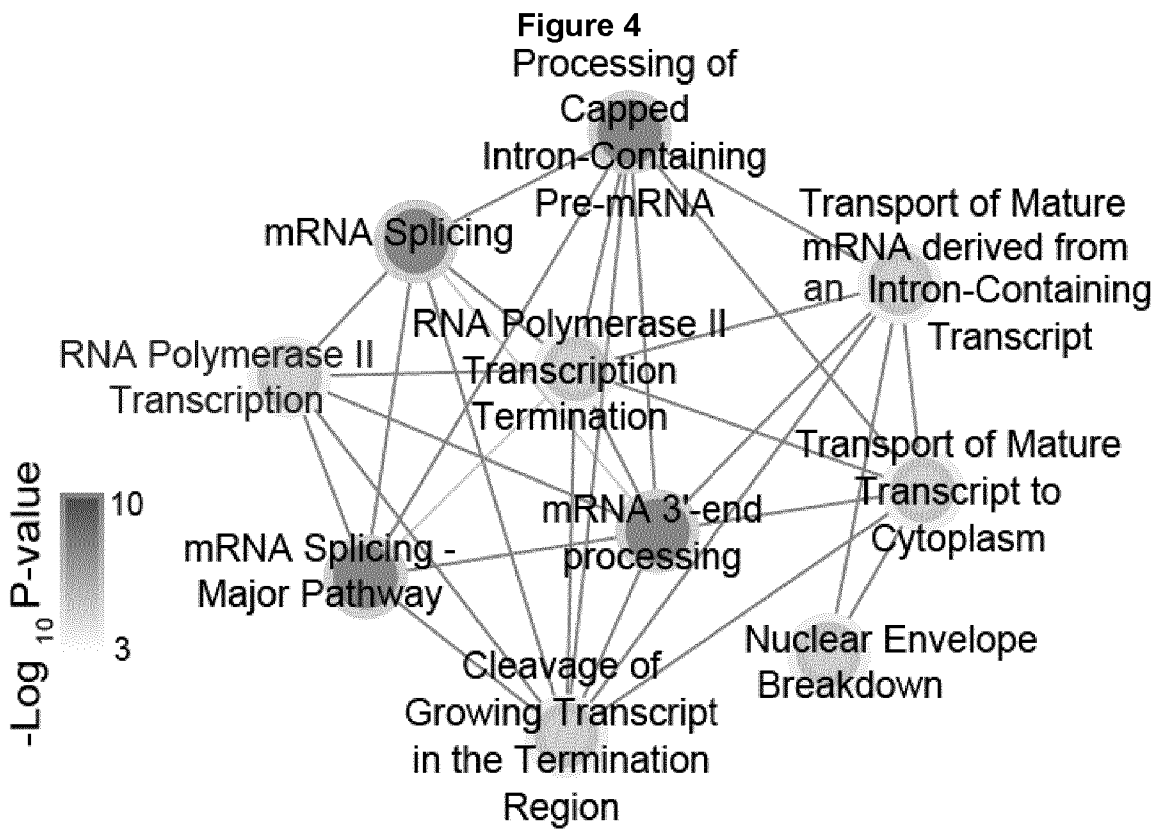 Figure 4
Processing of
Capped
Intron-Containing
Pre-mRNA
mRNA Splicing
Transport of Mature
mRNA derived from
an Intron-Containing
Transcript
RNA Polymerase II
Transcription
Termination
RNA Polymerase II
Transcription
Transport of Mature
Transcript to
Cytoplasm
mRNA 3'-end
processing
mRNA Splicing -
Major Pathway
Nuclear Envelope
Breakdown
Cleavage of
Growing Transcript
in the Termination
Region
-Log 10 P-value
10
3